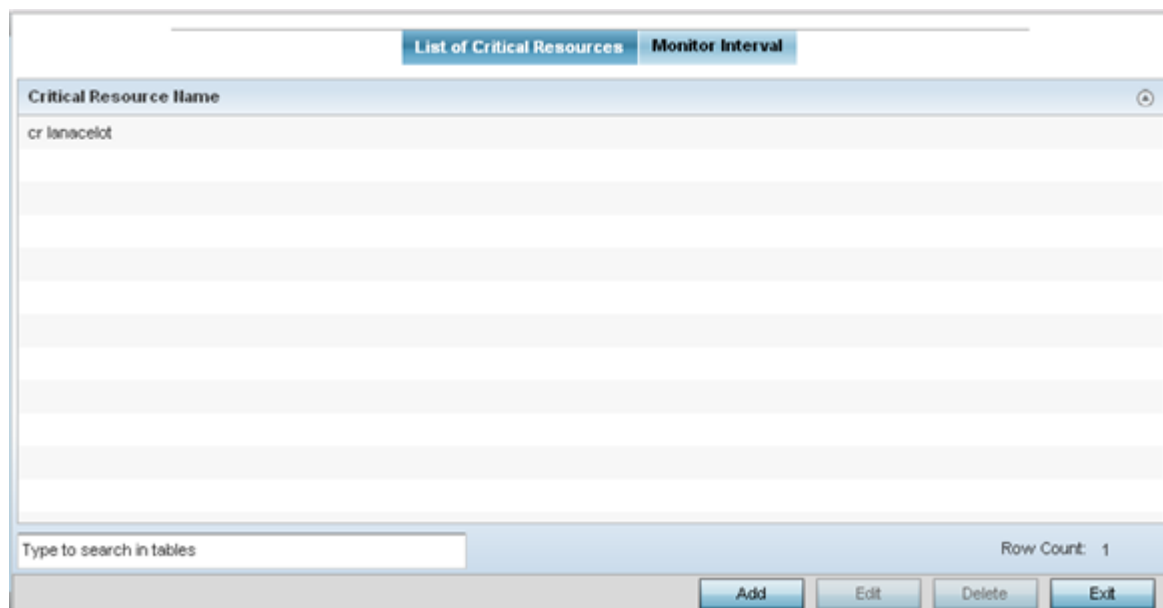 List of Critical Resources Monitor Interval
Critical Resource Name
cr lanacelot
Type to search in tables Row Count: 1
Add Edit Delete Exit